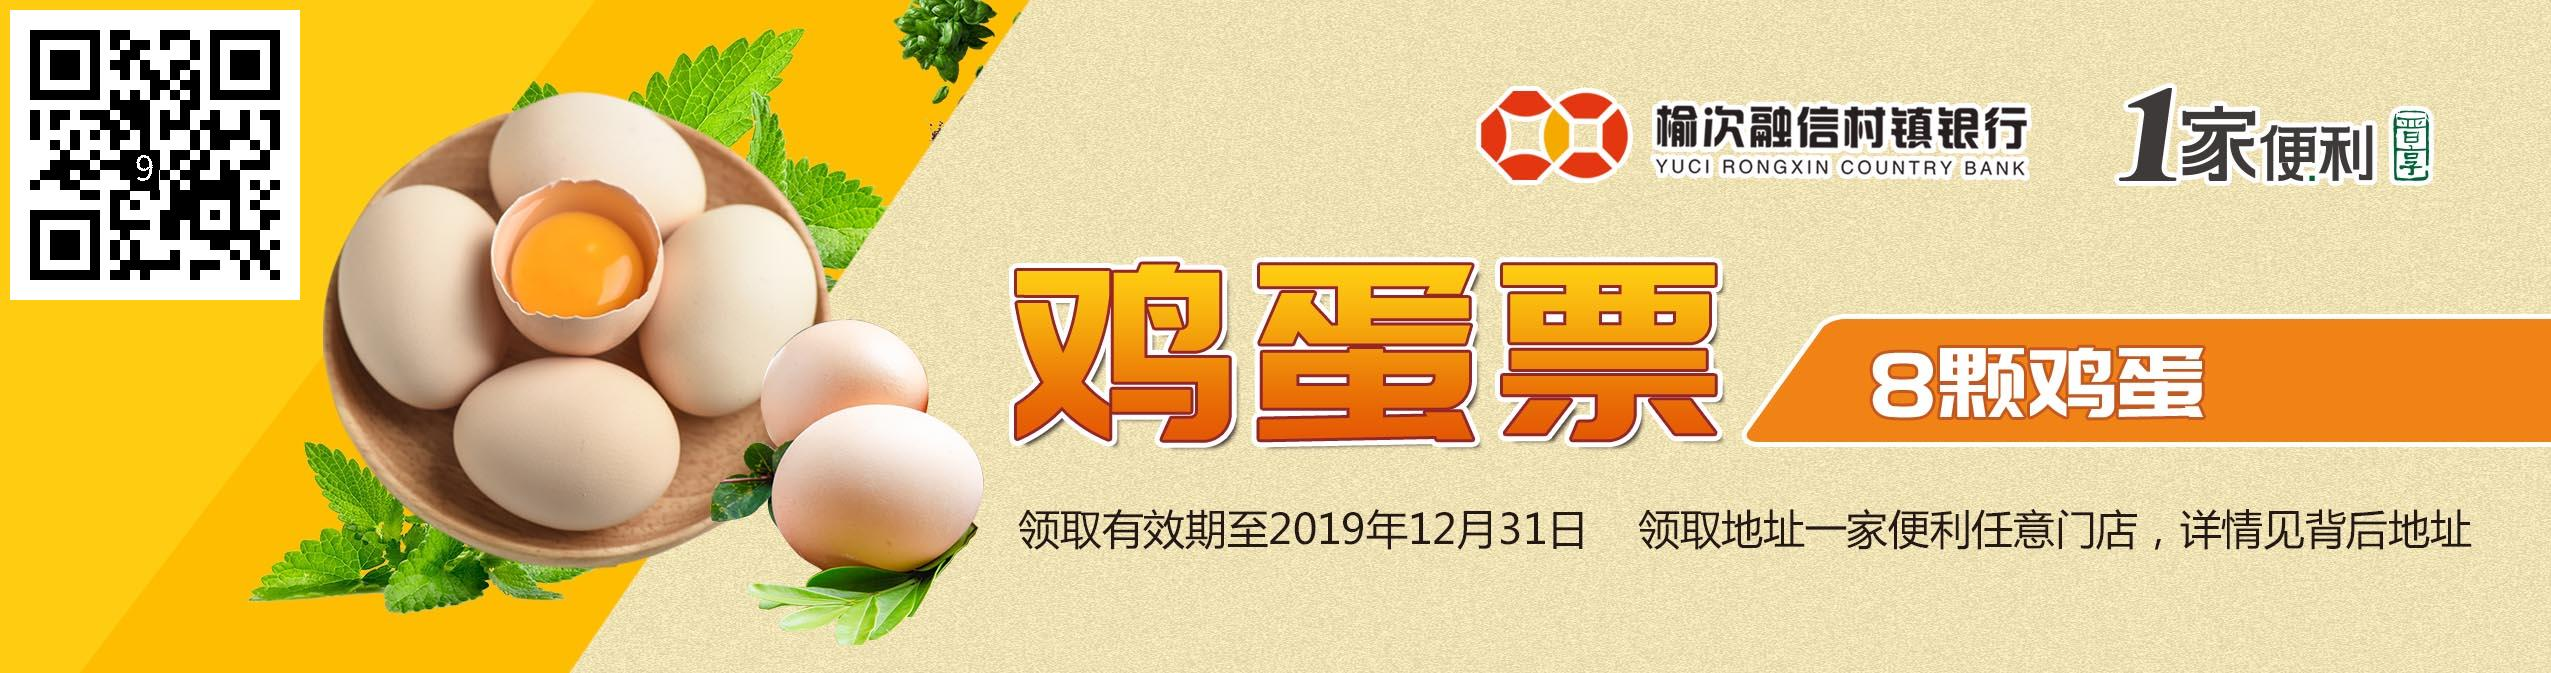 9
榆次融信村镇银行
YUCI RONGXIN COUNTRY BANK
1家便利
晋享
鸡蛋票
8颗鸡蛋
领取有效期至2019年12月31日 领取地址一家便利任意门店，详情见背后地址